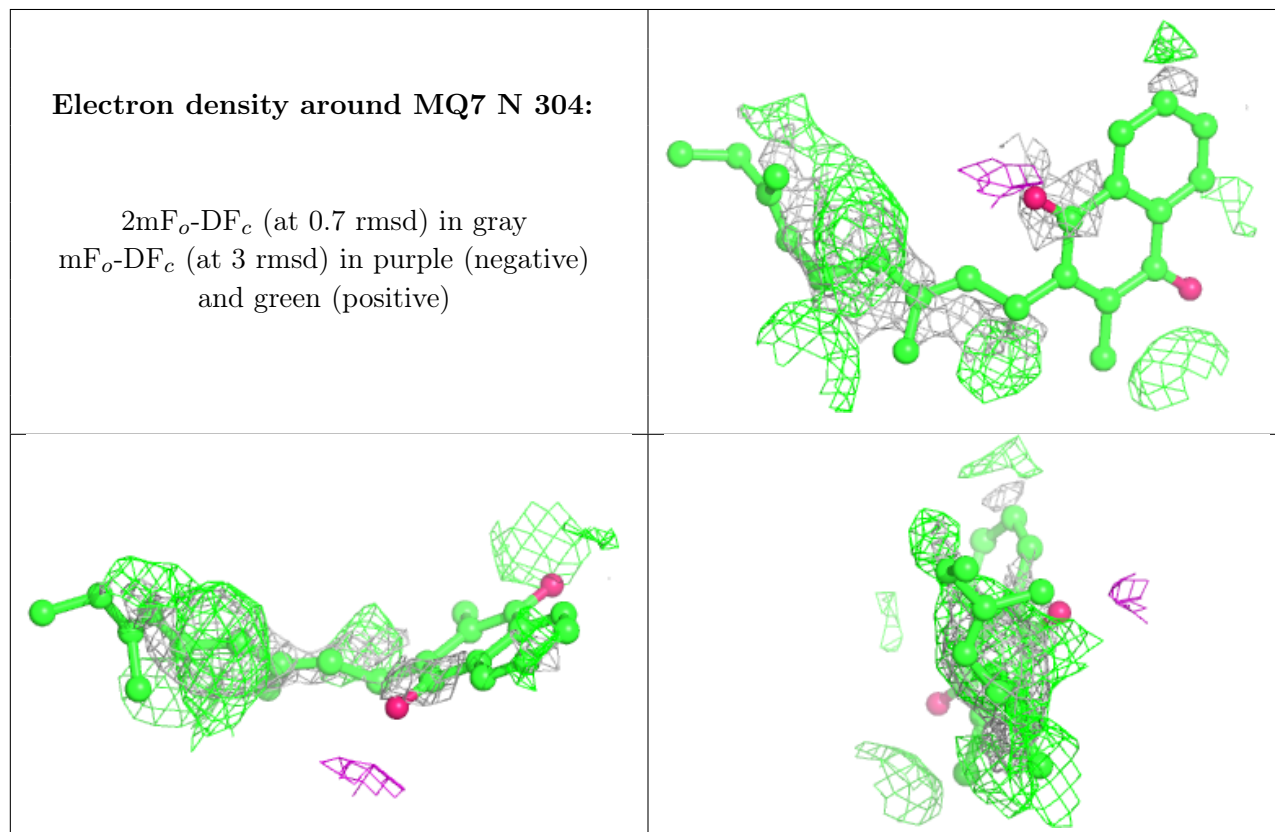 Electron density around MQ7 N 304:
2mFo-DFc (at 0.7 rmsd) in gray
mFo-DFc (at 3 rmsd) in purple (negative)
and green (positive)